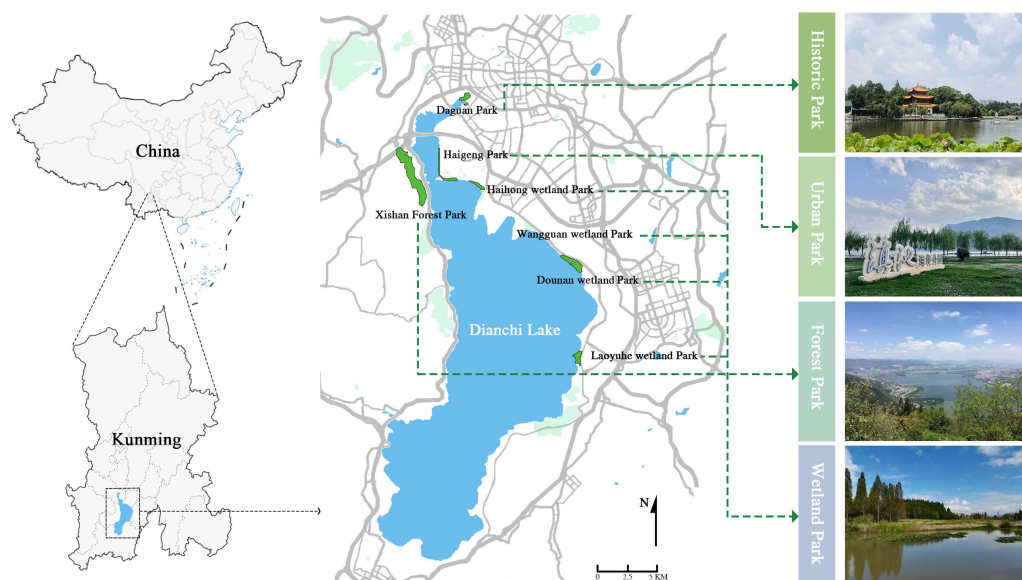 China
Kunming
Daguan Park
Haigeng Park
Haihong wetland Park
Xishan Forest Park
Wangguan wetland Park
Dounan wetland Park
Dianchi Lake
Laoyuhe wetland Park
N
0 2.5 5 KM
Historic Park
Urban Park
Forest Park
Wetland Park